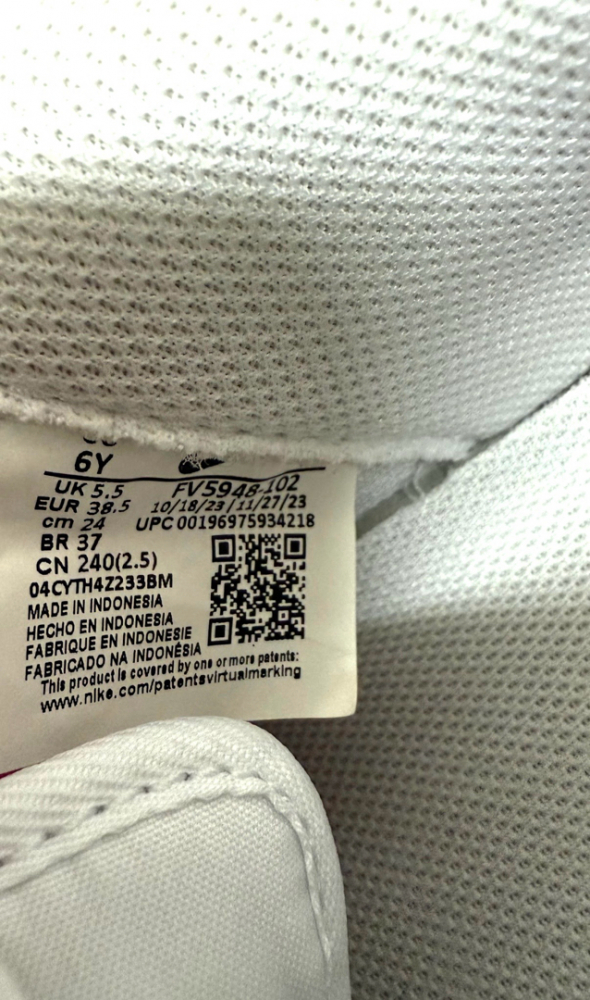 6Y
UK 5.5 FV5948-102
EUR 38.5 10/18/23 / 11/27/23
cm 24 UPC 00196975934218
BR 37
CN 240(2.5)
04CYTH4Z233BM
MADE IN INDONESIA
HECHO EN INDONESIA
FABRIQUE EN INDONESIE
FABRICADO NA INDONÉSIA
This product is covered by one or more patents:
www.nike.com/patentsvirtualmarking